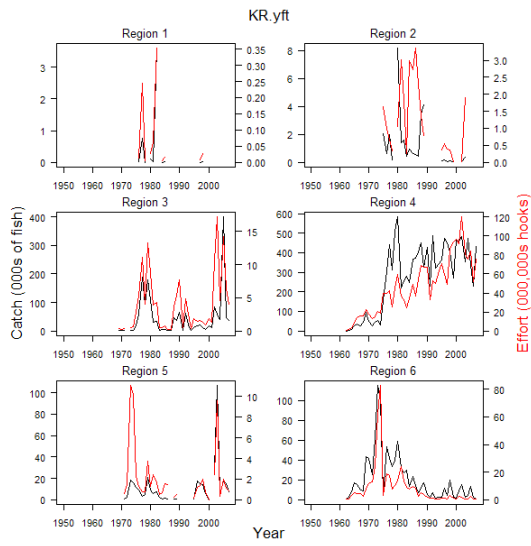 KR.yft
Region 1 Region 2
3 0.35 8 3.0
0.30 2.5
2 0.25 6 2.0
0.20 4 1.5
1 0.15 1.0
0.10 2 0.5
0.05
0 0.00 0 0.0
1950 1960 1970 1980 1990 2000 1950 1960 1970 1980 1990 2000
Region 3 Region 4
400 15 600 120
500 100
300 400 80
10 300 60
200 200 40
100 5 100 20
0 0 0 0
1950 1960 1970 1980 1990 2000 1950 1960 1970 1980 1990 2000
Region 5 Region 6
100 10 100 80
80 8 80 60
60 6 60
40 4 40 40
20 2 20 20
0 0 0 0
1950 1960 1970 1980 1990 2000 1950 1960 1970 1980 1990 2000
Catch (000s of fish)
Effort (000,000s hooks)
Year